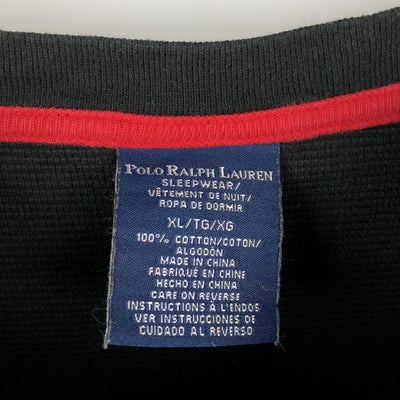 POLO RALPH LAUREN
SLEEPWEAR/
VÊTEMENT DE NUIT/
ROPA DE DORMIR
XL/TG/XG
100% COTTON/COTON/
ALGODÓN
MADE IN CHINA
FABRIQUÉ EN CHINE
HECHO EN CHINA
CARE ON REVERSE
INSTRUCTIONS À L'ENDOS
VER INSTRUCCIONES DE
CUIDADO AL REVERSO